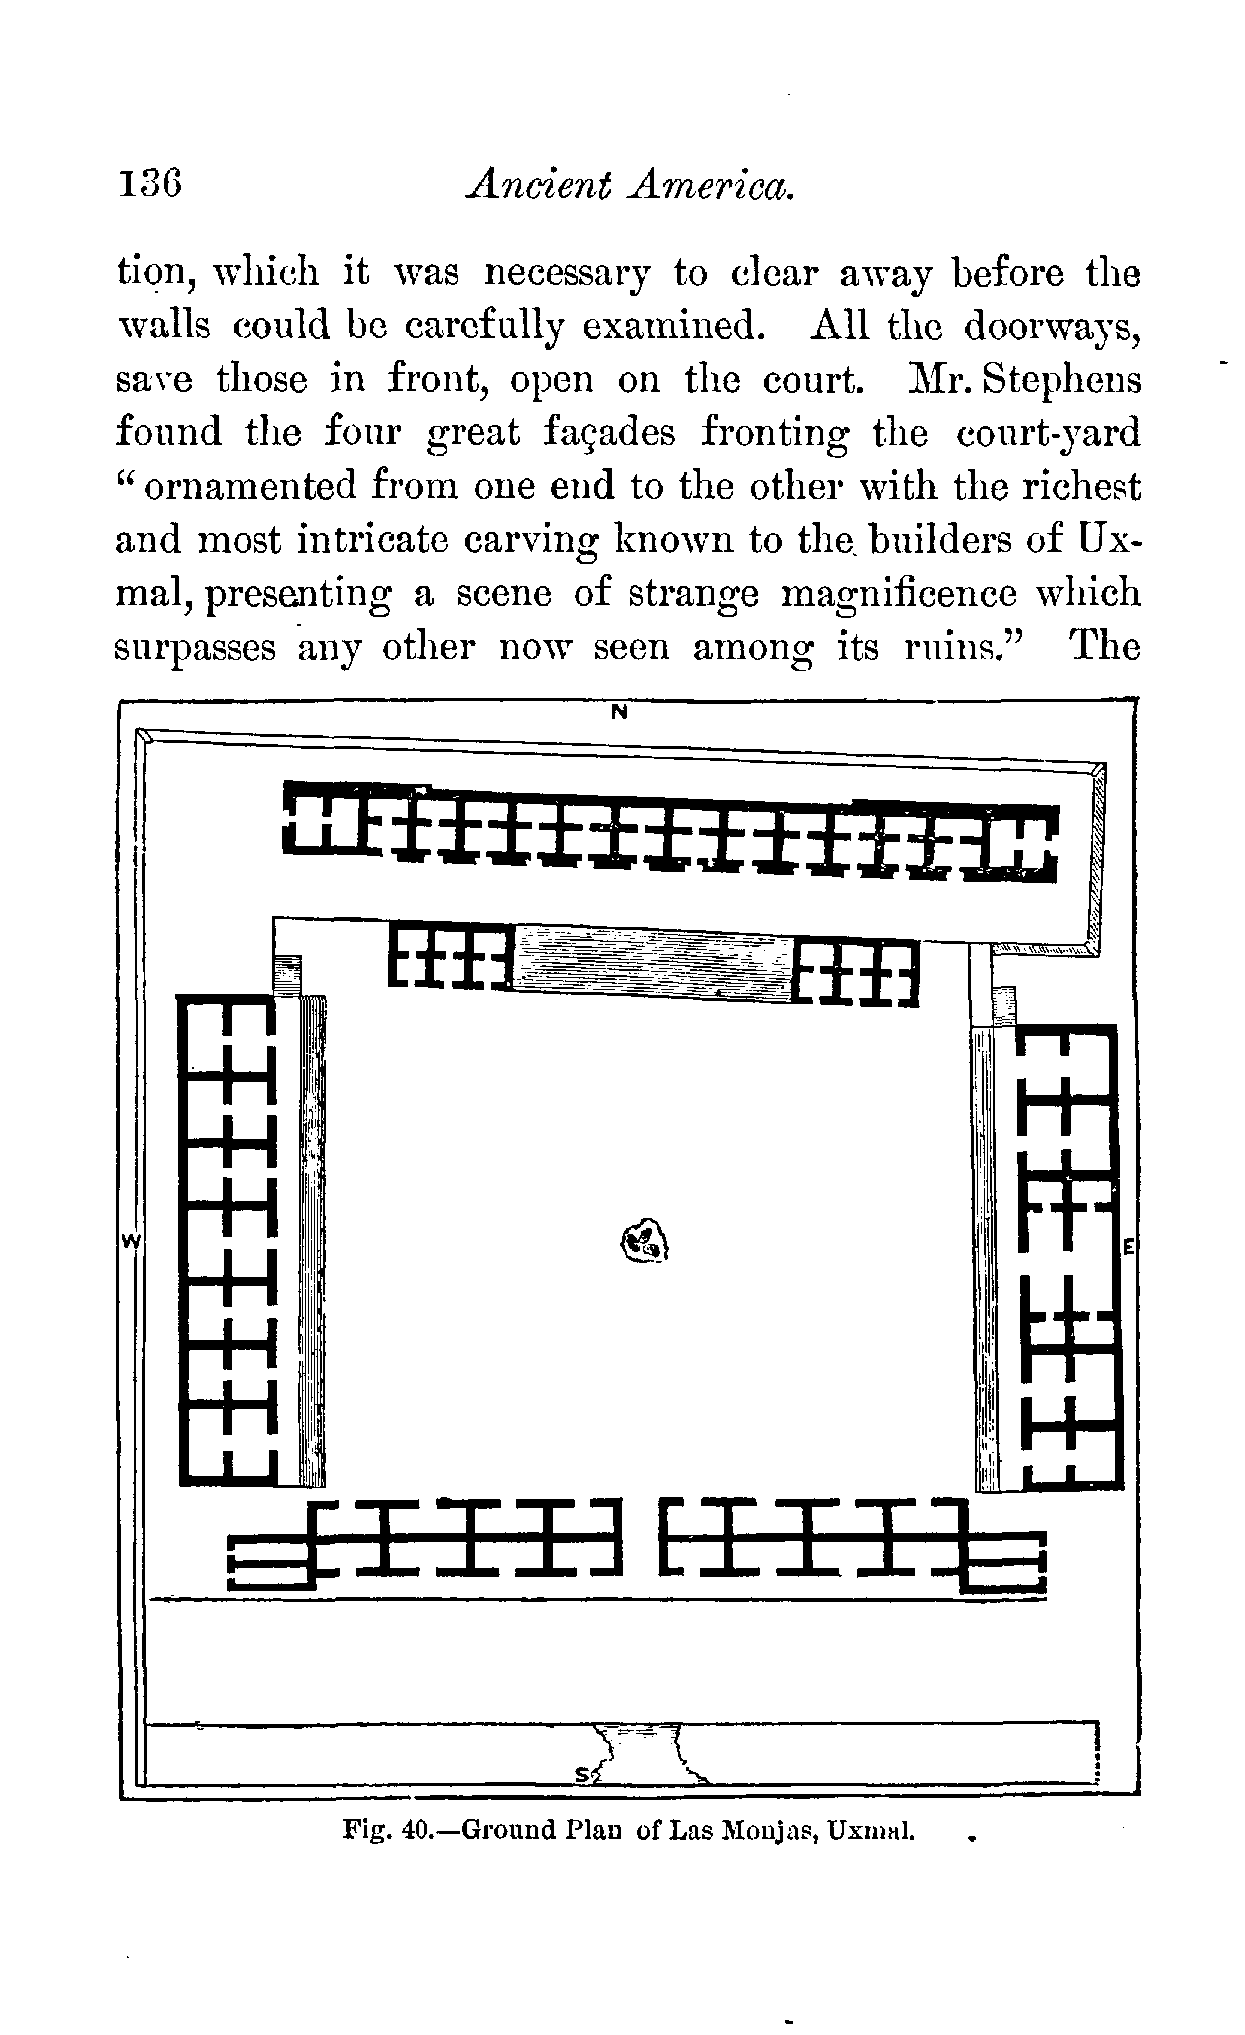 136 Ancient America.
tion, which it was necessary to clear away before the
walls could be carefully examined. All the doorways,
save those in front, open on the court. Mr. Stephens
found the four great façades fronting the court-yard
“ornamented from one end to the other with the richest
and most intricate carving known to the builders of Ux-
mal, presenting a scene of strange magnificence which
surpasses any other now seen among its ruins.” The
N
W
E
S
Fig. 40.—Ground Plan of Las Monjas, Uxmal.